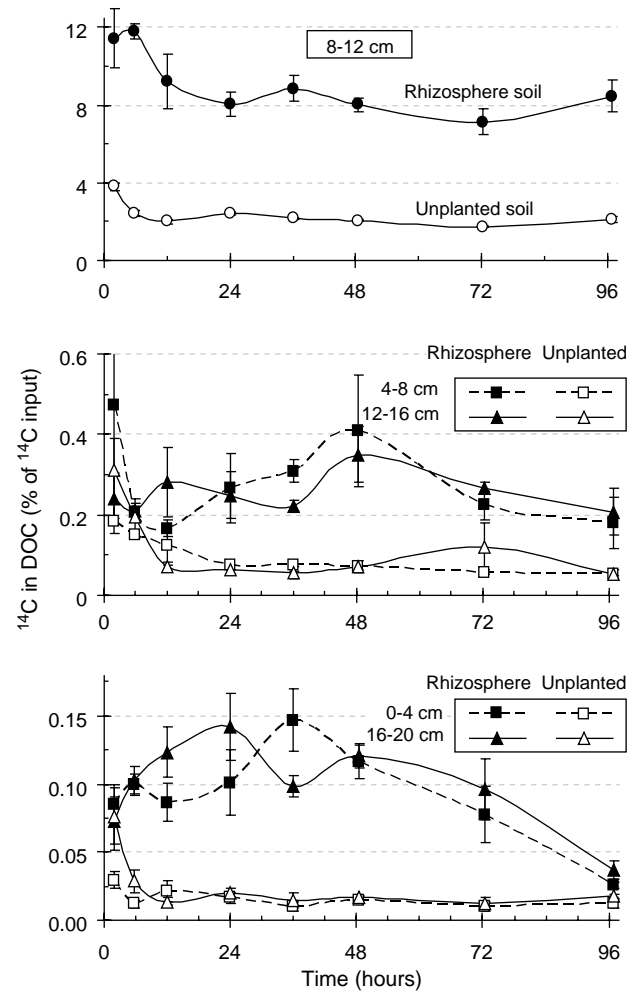 12
8-12 cm
Rhizosphere soil
8
4
Unplanted soil
0
0 24 48 72 96
0.6
Rhizosphere Unplanted
4-8 cm
12-16 cm
0.4
0.2
0
0 24 48 72 96
¹⁴C in DOC (% of ¹⁴C input)
Rhizosphere Unplanted
0-4 cm
16-20 cm
0.15
0.10
0.05
0.00
0 24 48 72 96
Time (hours)